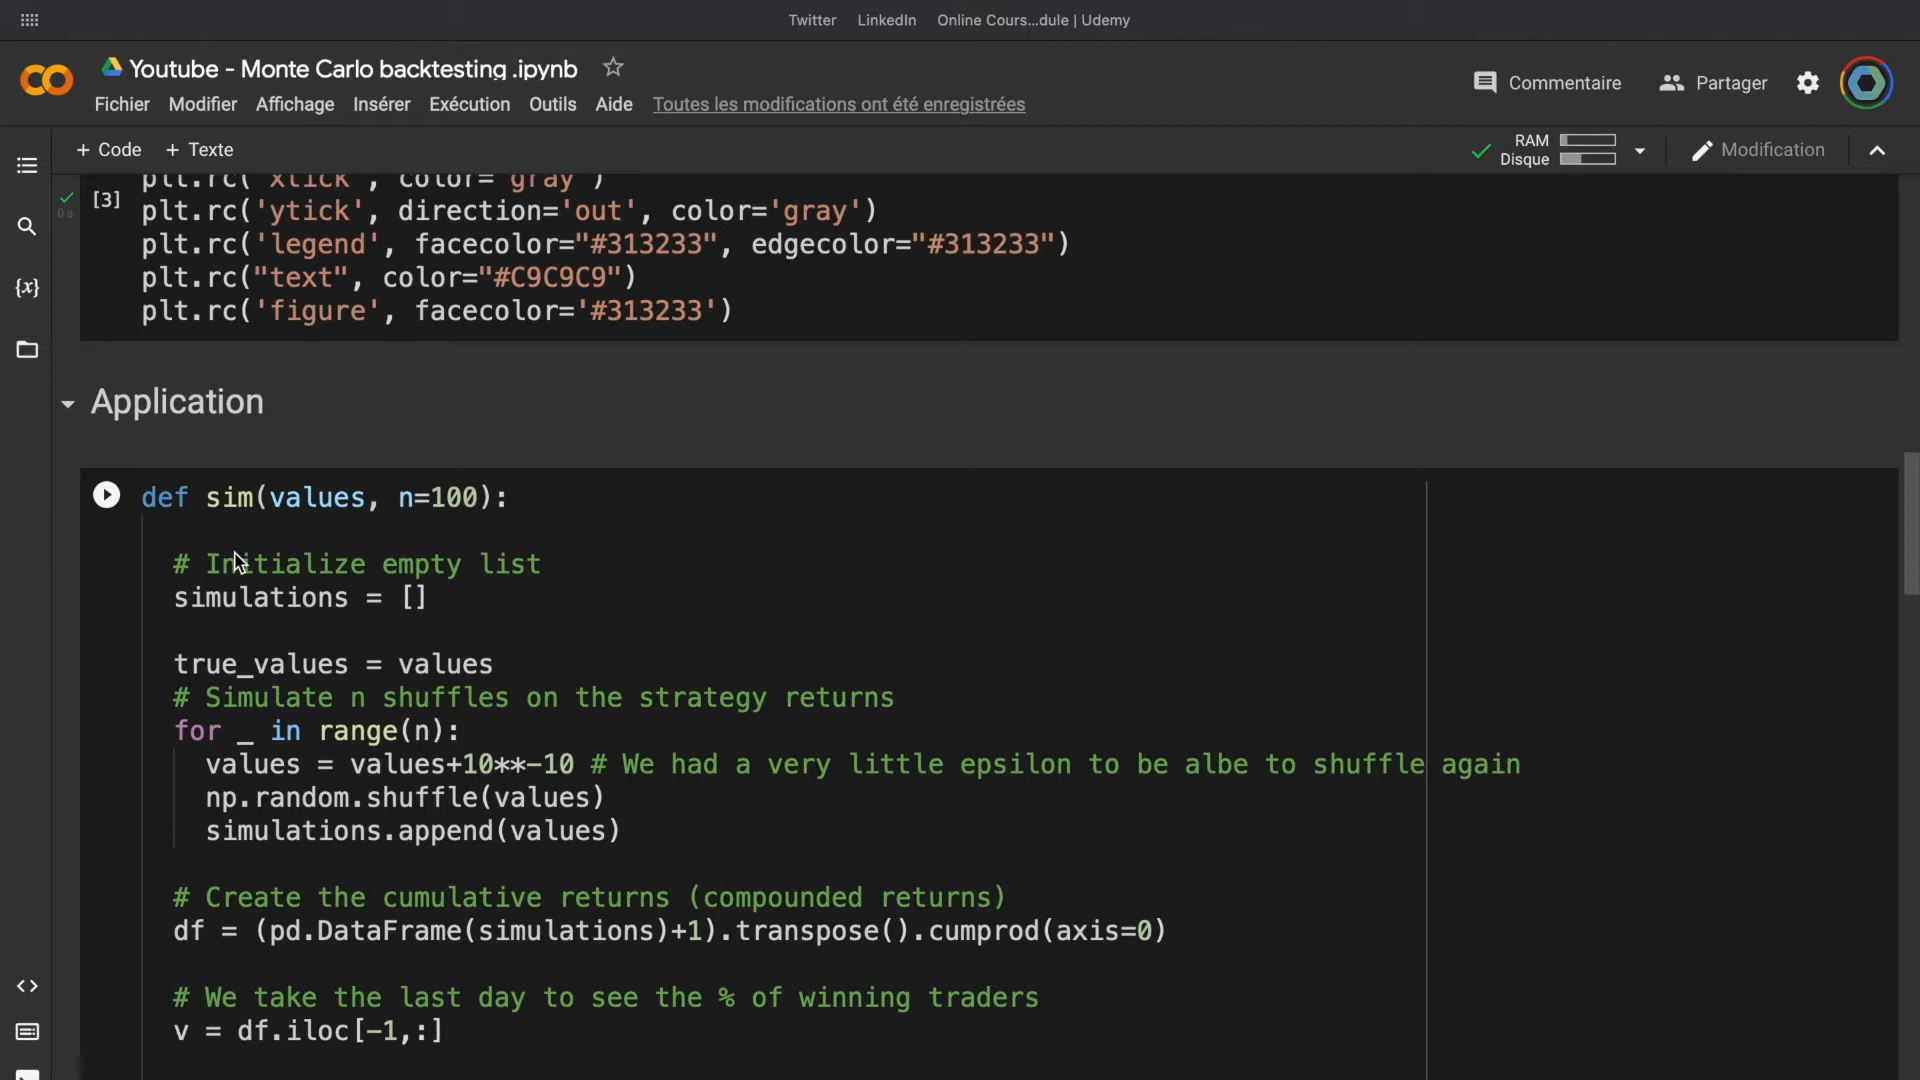 Twitter LinkedIn Online Cours...dule | Udemy
Youtube - Monte Carlo backtesting .ipynb
Commentaire Partager
Fichier Modifier Affichage Insérer Exécution Outils Aide Toutes les modifications ont été enregistrées
+ Code + Texte
RAM
Disque
Modification
plt.rc('xtick', color='gray')
[3]
0 s
plt.rc('ytick', direction='out', color='gray')
plt.rc('legend', facecolor="#313233", edgecolor="#313233")
plt.rc("text", color="#C9C9C9")
plt.rc('figure', facecolor='#313233')
{x}
Application
def sim(values, n=100):
# Initialize empty list
simulations = []
true_values = values
# Simulate n shuffles on the strategy returns
for _ in range(n):
values = values+10**-10 # We had a very little epsilon to be albe to shuffle again
np.random.shuffle(values)
simulations.append(values)
# Create the cumulative returns (compounded returns)
df = (pd.DataFrame(simulations)+1).transpose().cumprod(axis=0)
# We take the last day to see the % of winning traders
v = df.iloc[-1,:]